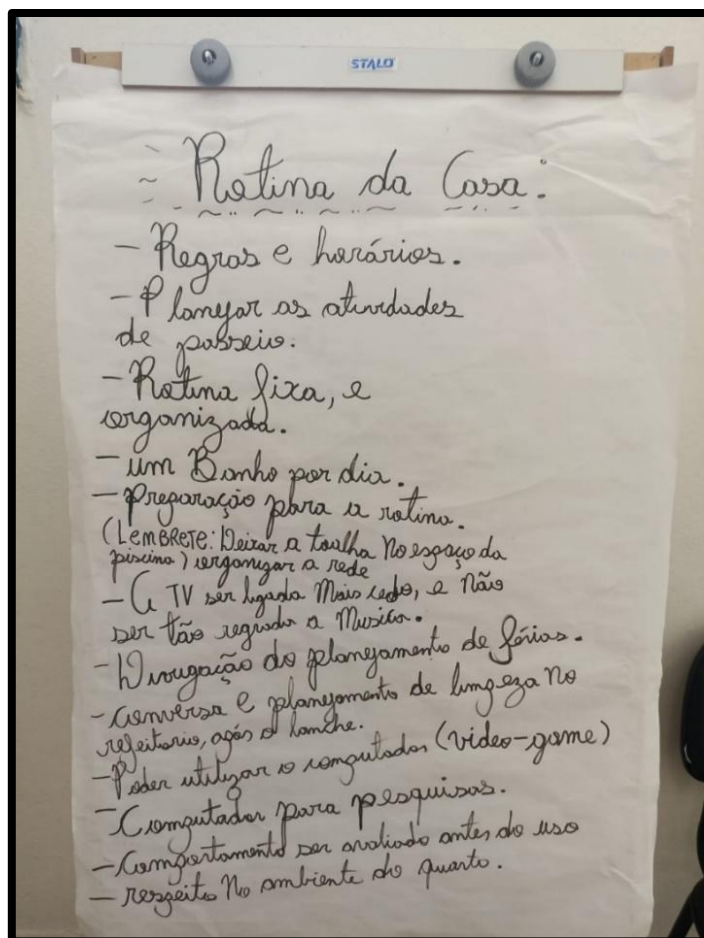 STALO
Rotina da Casa:
- Regras e horários.
- Planejar as atividades
de passeio.
- Rotina fixa, e
organizada.
- um Banho por dia.
- Preparação para a rotina.
(LEMBRETE: Deixar a toalha No espaço da
piscina) organizar a rede
- A TV ser ligada Mais cedo, e Não
ser tão regrada a Musica.
- Divugação do planejamento de férias.
- Conversa e planejamento de limpeza no
refeitorio, após o lanche.
- Poder utilizar o computador (video-game)
- Computador para pesquisas.
- Comportamento ser avaliado antes do uso
- respeito No ambiente do quarto.